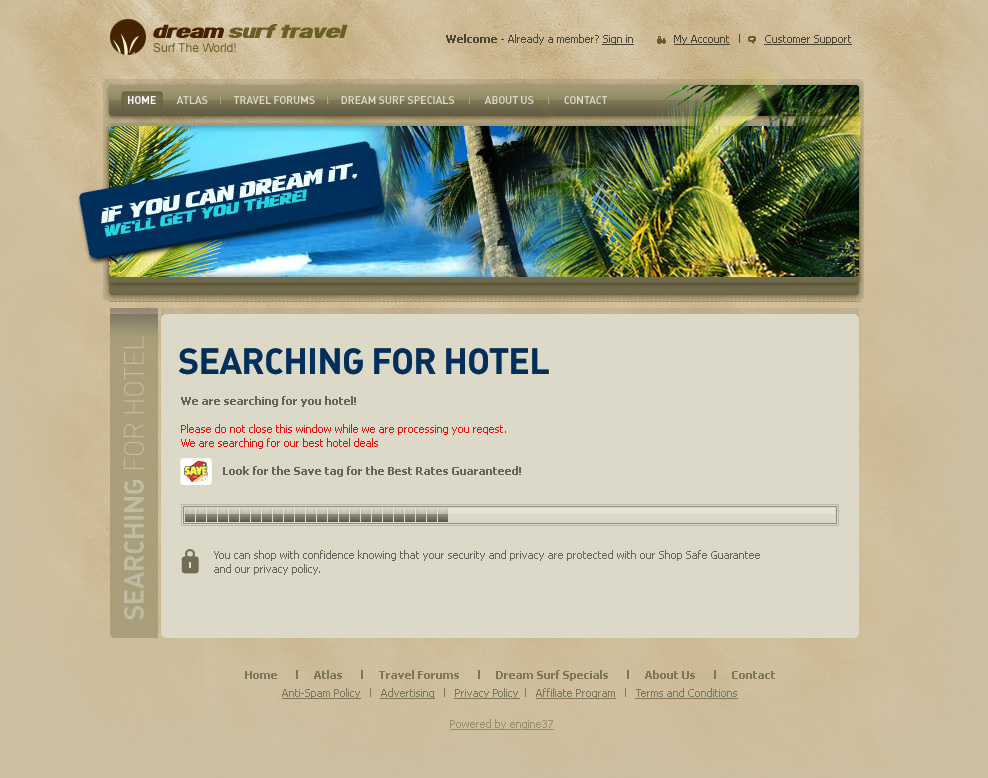 dream surf travel
Surf The World!
Welcome - Already a member? Sign in
My Account | Customer Support
HOME | ATLAS | TRAVEL FORUMS | DREAM SURF SPECIALS | ABOUT US | CONTACT
IF YOU CAN DREAM IT,
WE'LL GET YOU THERE!
SEARCHING FOR HOTEL
SEARCHING FOR HOTEL
We are searching for you hotel!
Please do not close this window while we are processing you reqest.
We are searching for our best hotel deals
SAVE
Look for the Save tag for the Best Rates Guaranteed!
You can shop with confidence knowing that your security and privacy are protected with our Shop Safe Guarantee
and our privacy policy.
Home | Atlas | Travel Forums | Dream Surf Specials | About Us | Contact
Anti-Spam Policy | Advertising | Privacy Policy | Affiliate Program | Terms and Conditions
Powered by engine37